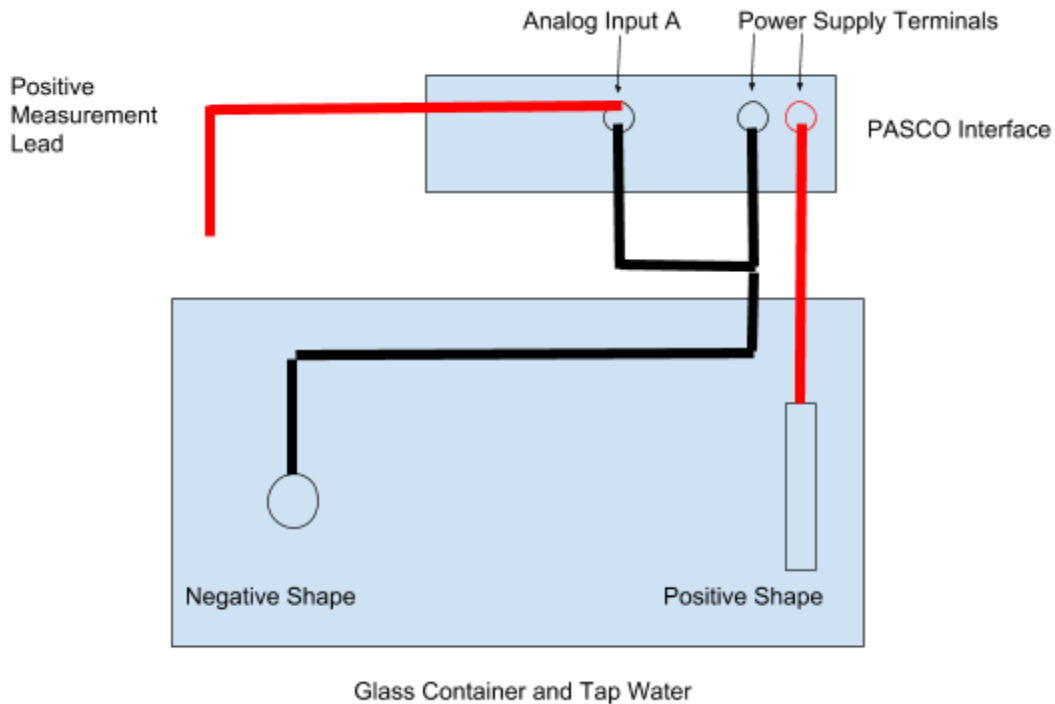 Analog Input A
Power Supply Terminals
Positive
Measurement
Lead
PASCO Interface
Negative Shape
Positive Shape
Glass Container and Tap Water